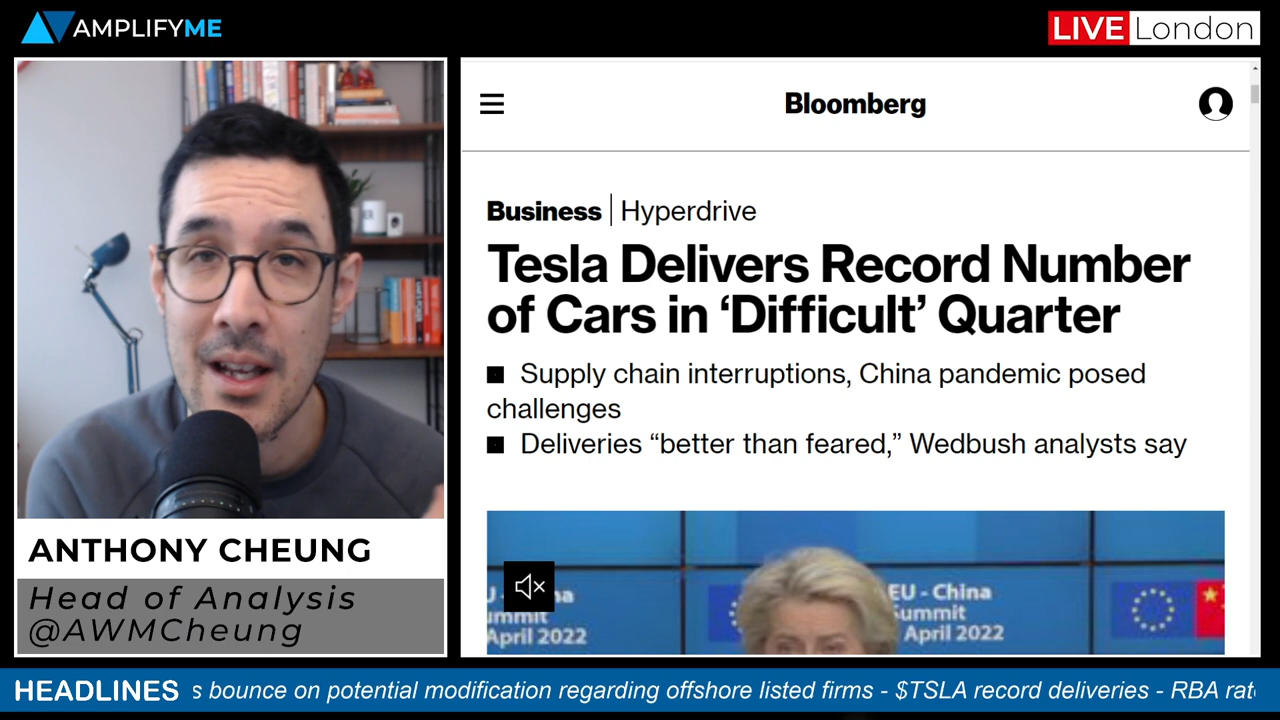 AMPLIFYME
LIVE London
Bloomberg
Business | Hyperdrive
Tesla Delivers Record Number
of Cars in ‘Difficult’ Quarter
■ Supply chain interruptions, China pandemic posed
challenges
■ Deliveries “better than feared,” Wedbush analysts say
EU - China
Summit
April 2022
ANTHONY CHEUNG
Head of Analysis
@AWMCheung
HEADLINES s bounce on potential modification regarding offshore listed firms - $TSLA record deliveries - RBA rat